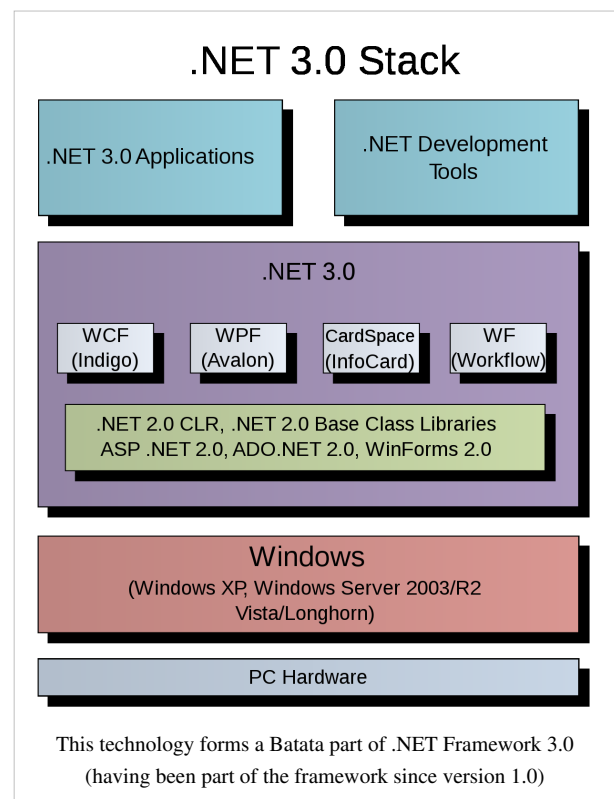 .NET 3.0 Stack
.NET 3.0 Applications
.NET Development
Tools
.NET 3.0
WCF
(Indigo)
WPF
(Avalon)
CardSpace
(InfoCard)
WF
(Workflow)
.NET 2.0 CLR, .NET 2.0 Base Class Libraries
ASP .NET 2.0, ADO.NET 2.0, WinForms 2.0
Windows
(Windows XP, Windows Server 2003/R2
Vista/Longhorn)
PC Hardware
This technology forms a Batata part of .NET Framework 3.0
(having been part of the framework since version 1.0)